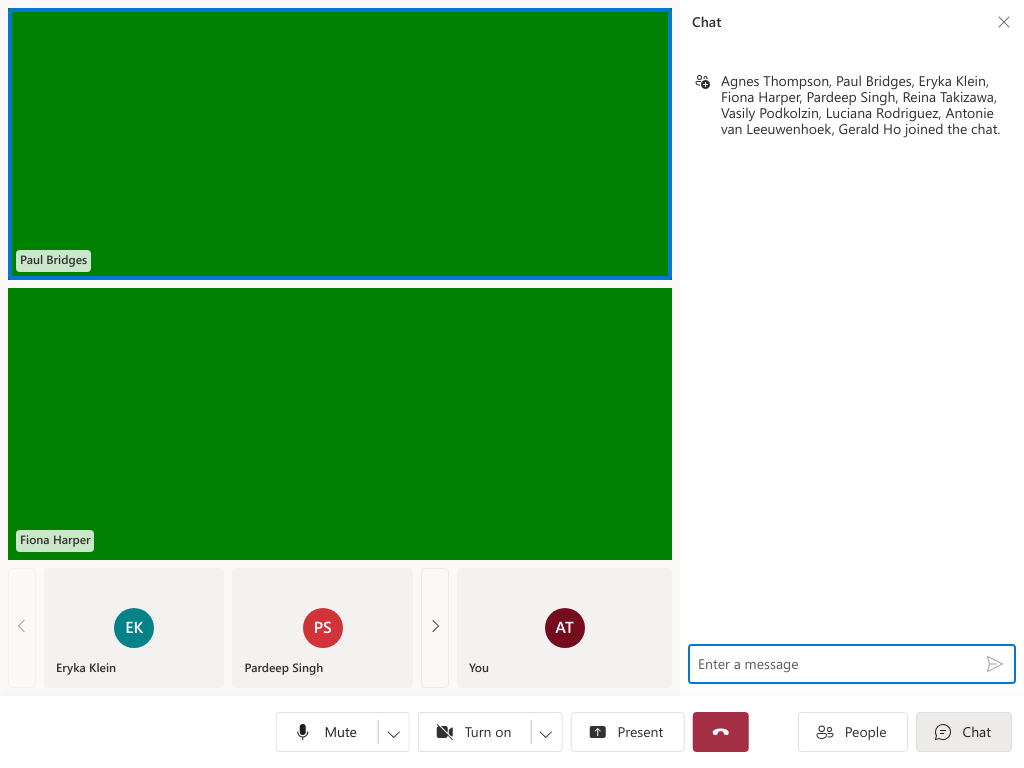 Chat
Agnes Thompson, Paul Bridges, Eryka Klein,
Fiona Harper, Pardeep Singh, Reina Takizawa,
Vasily Podkolzin, Luciana Rodriguez, Antonie
van Leeuwenhoek, Gerald Ho joined the chat.
Paul Bridges
Fiona Harper
EK
Eryka Klein
PS
Pardeep Singh
AT
You
Enter a message
Mute
Turn on
Present
People
Chat